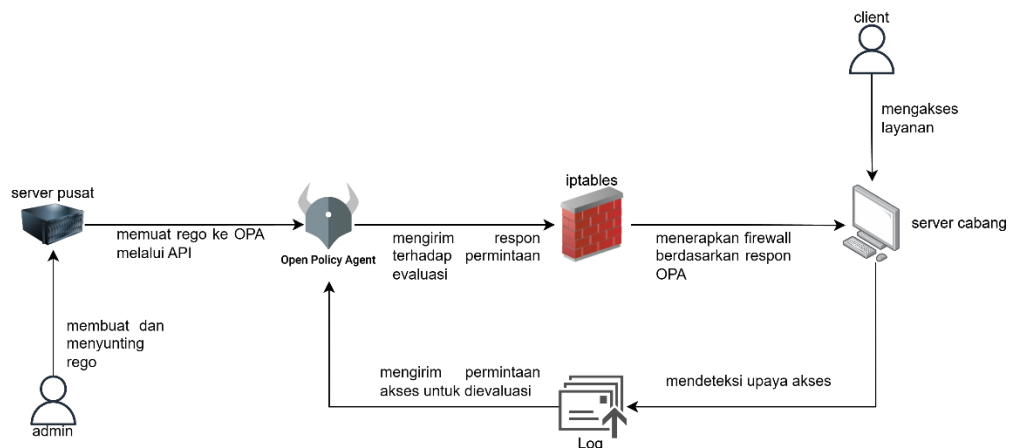 client
mengakses
layanan
server pusat
iptables
server cabang
memuat rego ke OPA
melalui API
Open Policy Agent
mengirim respon
terhadap permintaan
evaluasi
menerapkan firewall
berdasarkan respon
OPA
membuat dan
menyunting
rego
mengirim permintaan
akses untuk dievaluasi
mendeteksi upaya akses
admin
Log